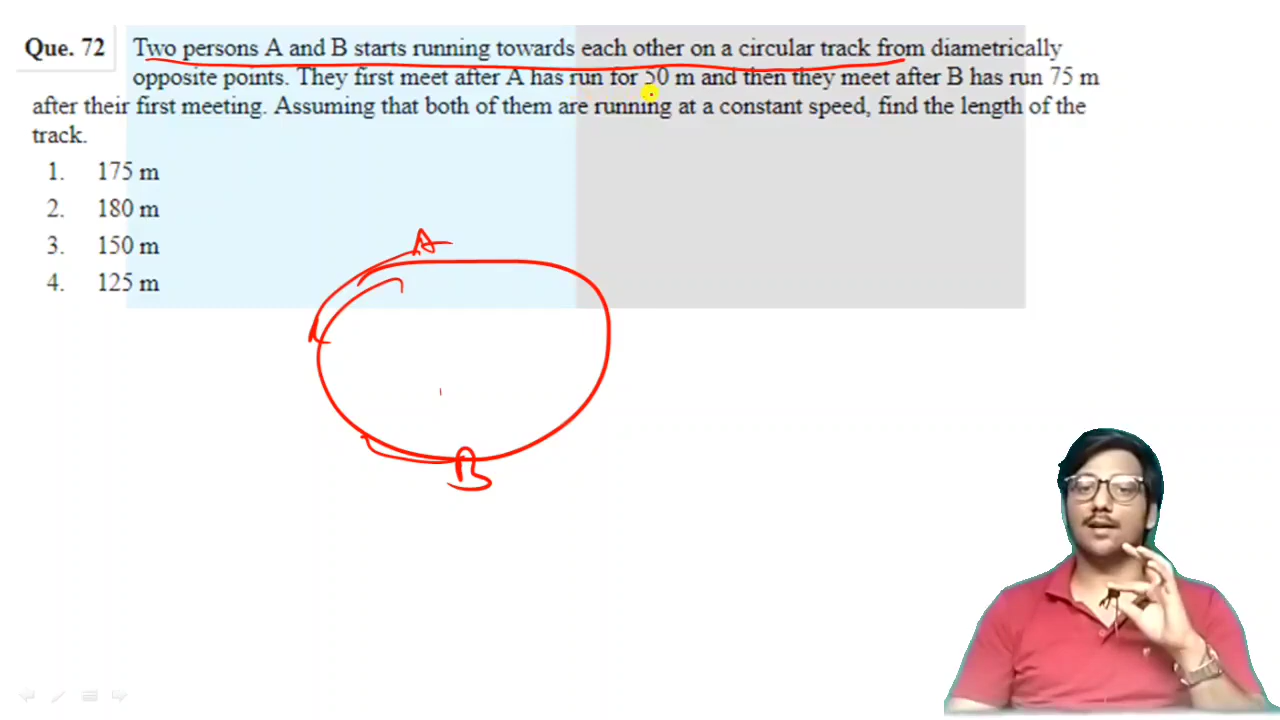 Que. 72 Two persons A and B starts running towards each other on a circular track from diametrically
opposite points. They first meet after A has run for 50 m and then they meet after B has run 75 m
after their first meeting. Assuming that both of them are running at a constant speed, find the length of the
track.
1. 175 m
2. 180 m
3. 150 m
4. 125 m
A
B